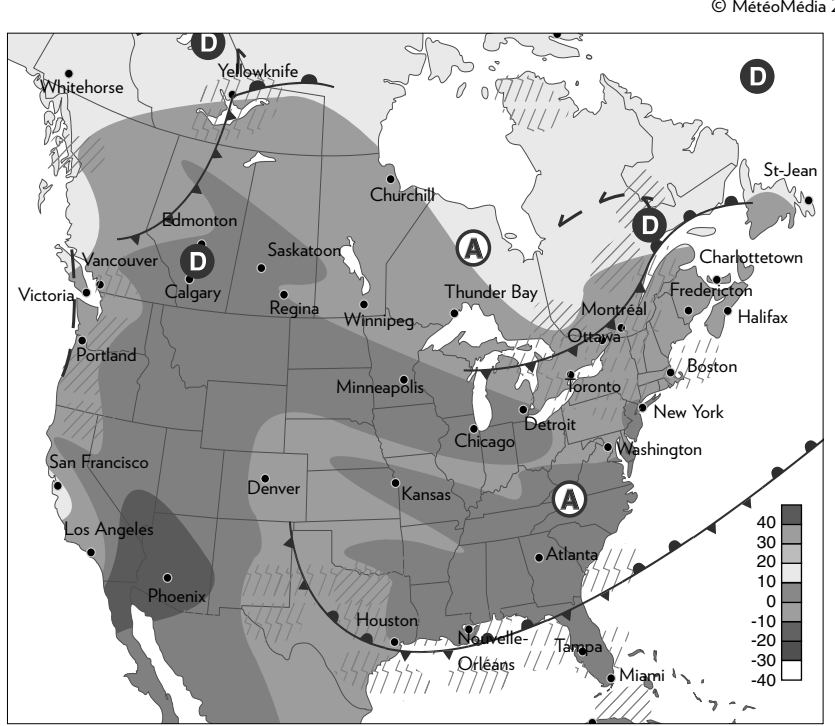 © MétéoMédia 2
D
Yellowknife
Whitehorse
D
St-Jean
Churchill
Edmonton
D
A
Saskatoon
Vancouver
D
Charlottetown
Victoria
Calgary
Regina
Winnipeg
Thunder Bay
Fredericton
Montréal
Halifax
Ottawa
Portland
Boston
Minneapolis
Toronto
New York
Detroit
Chicago
Washington
San Francisco
Denver
Kansas
A
Los Angeles
Atlanta
Phoenix
Houston
Nouvelle-
Orléans
Tampa
Miami
40
30
20
10
0
-10
-20
-30
-40